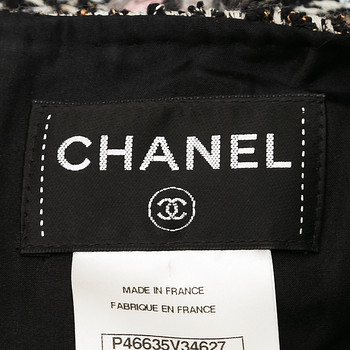 CHANEL
MADE IN FRANCE
FABRIQUE EN FRANCE
P46635V34627